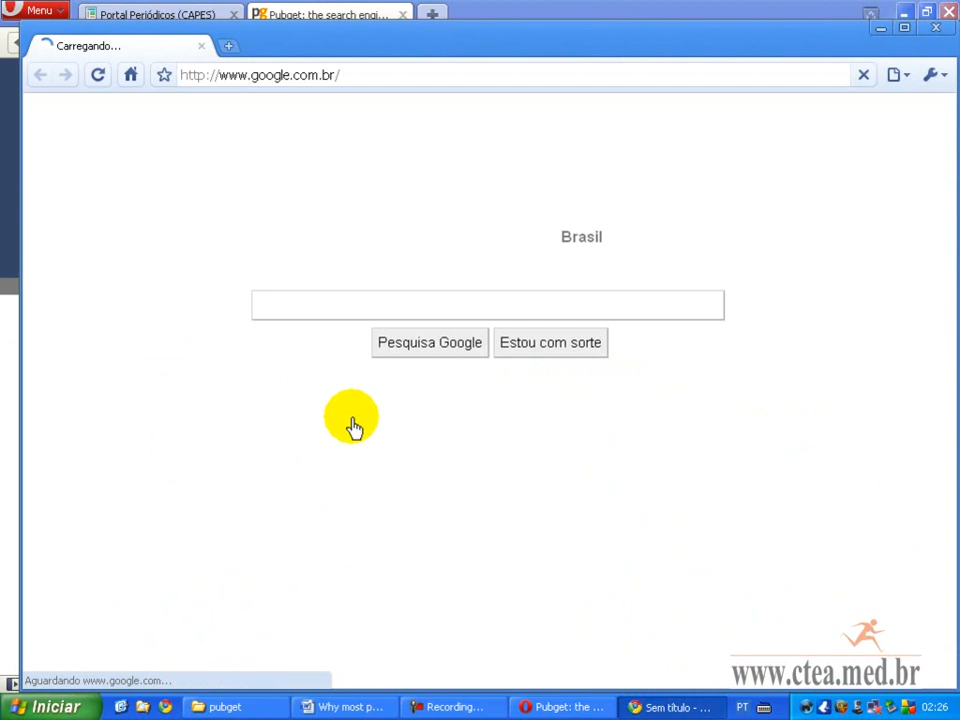 Menu
Portal Periódicos (CAPES)
pg Pubget: the search engi...
Carregando...
http://www.google.com.br/
Brasil
Pesquisa Google
Estou com sorte
www.ctea.med.br
Aguardando www.google.com...
Iniciar
pubget
Why most p...
Recording...
Pubget: the ...
Sem título - ...
PT
02:26